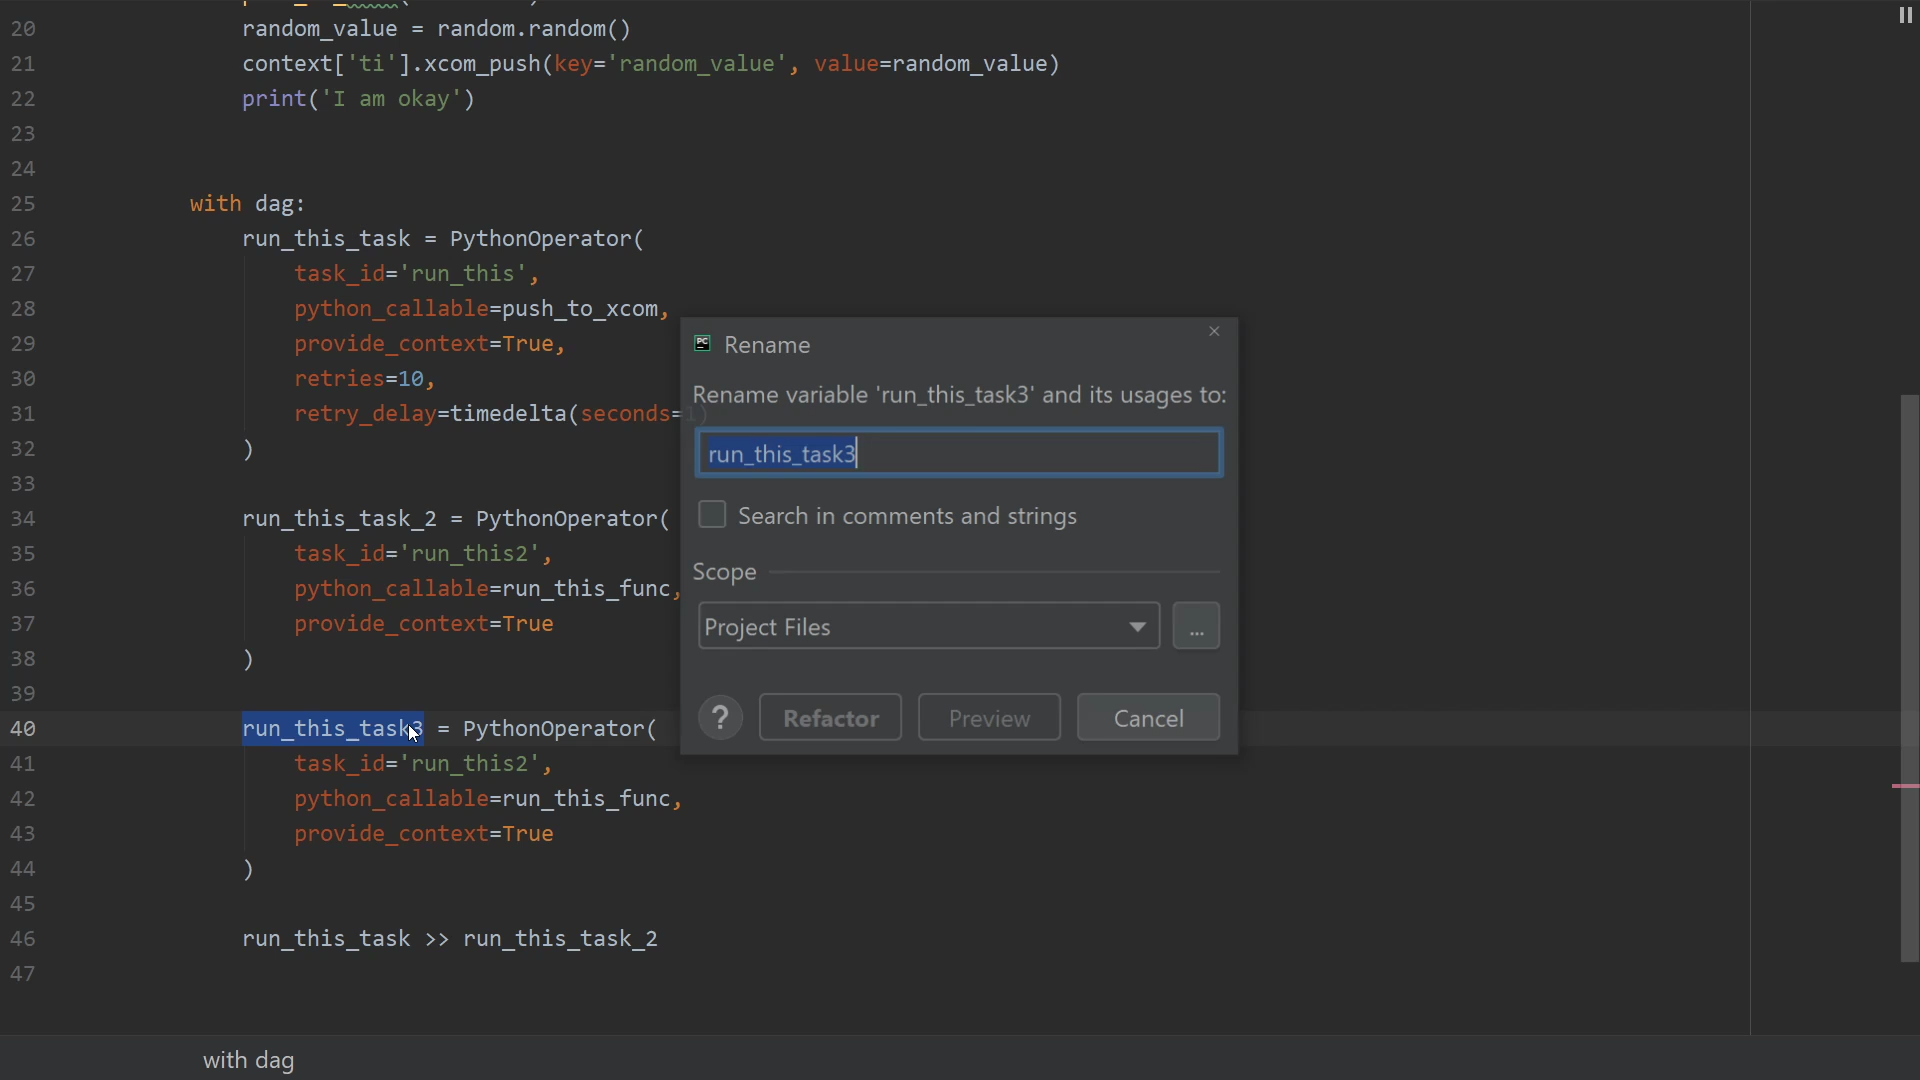 20 random_value = random.random()
21 context['ti'].xcom_push(key='random_value', value=random_value)
22 print('I am okay')
23
24
25 with dag:
26 run_this_task = PythonOperator(
27 task_id='run_this',
28 python_callable=push_to_xcom,
29 provide_context=True,
30 retries=10,
31 retry_delay=timedelta(seconds=1)
32 )
33
34 run_this_task_2 = PythonOperator(
35 task_id='run_this2',
36 python_callable=run_this_func,
37 provide_context=True
38 )
39
40 run_this_task3 = PythonOperator(
41 task_id='run_this2',
42 python_callable=run_this_func,
43 provide_context=True
44 )
45
46 run_this_task >> run_this_task_2
47
with dag
PC Rename
Rename variable 'run_this_task3' and its usages to:
run_this_task3
Search in comments and strings
Scope
Project Files ...
? Refactor Preview Cancel